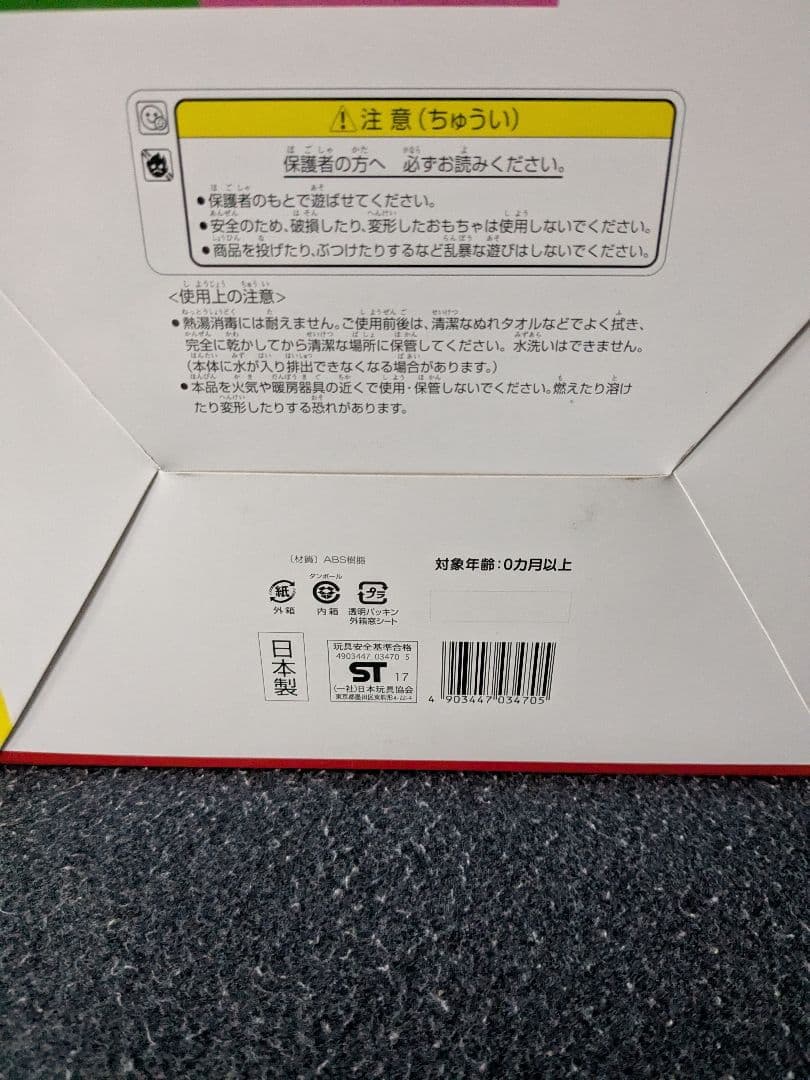 ⚠注意(ちゅうい)
保護者の方へ 必ずお読みください。
●保護者のもとで遊ばせてください。
●安全のため、破損したり、変形したおもちゃは使用しないでください。
●商品を投げたり、ぶつけたりするなど乱暴な遊びはしないでください。
<使用上の注意>
●熱湯消毒には耐えません。ご使用前後は、清潔なぬれタオルなどでよく拭き、
完全に乾かしてから清潔な場所に保管してください。水洗いはできません。
(本体に水が入り排出できなくなる場合があります。)
●本品を火気や暖房器具の近くで使用・保管しないでください。燃えたり溶け
たり変形したりする恐れがあります。
〔材質〕ABS樹脂
対象年齢:0カ月以上
ダンボール
紙
プラ
外箱
内箱
透明パッキン
外箱窓シート
日本製
玩具安全基準合格
4903447 03470 5
ST 17
(一社)日本玩具協会
東京都墨田区東駒形4-22-4
4 903447 034705